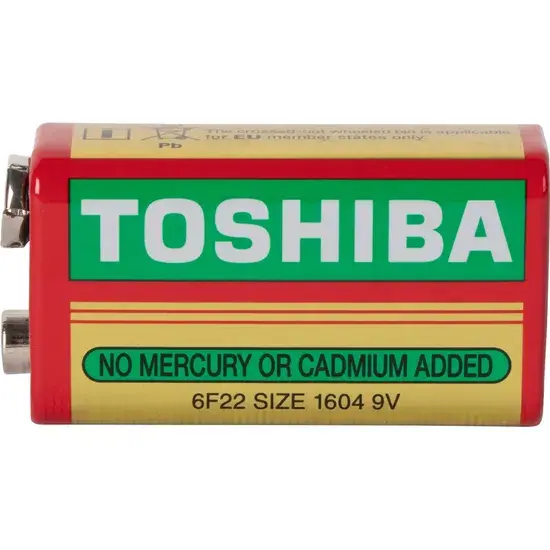 Pb
The crossed-out wheeled bin is applicable
for EU member states only
TOSHIBA
NO MERCURY OR CADMIUM ADDED
6F22 SIZE 1604 9V